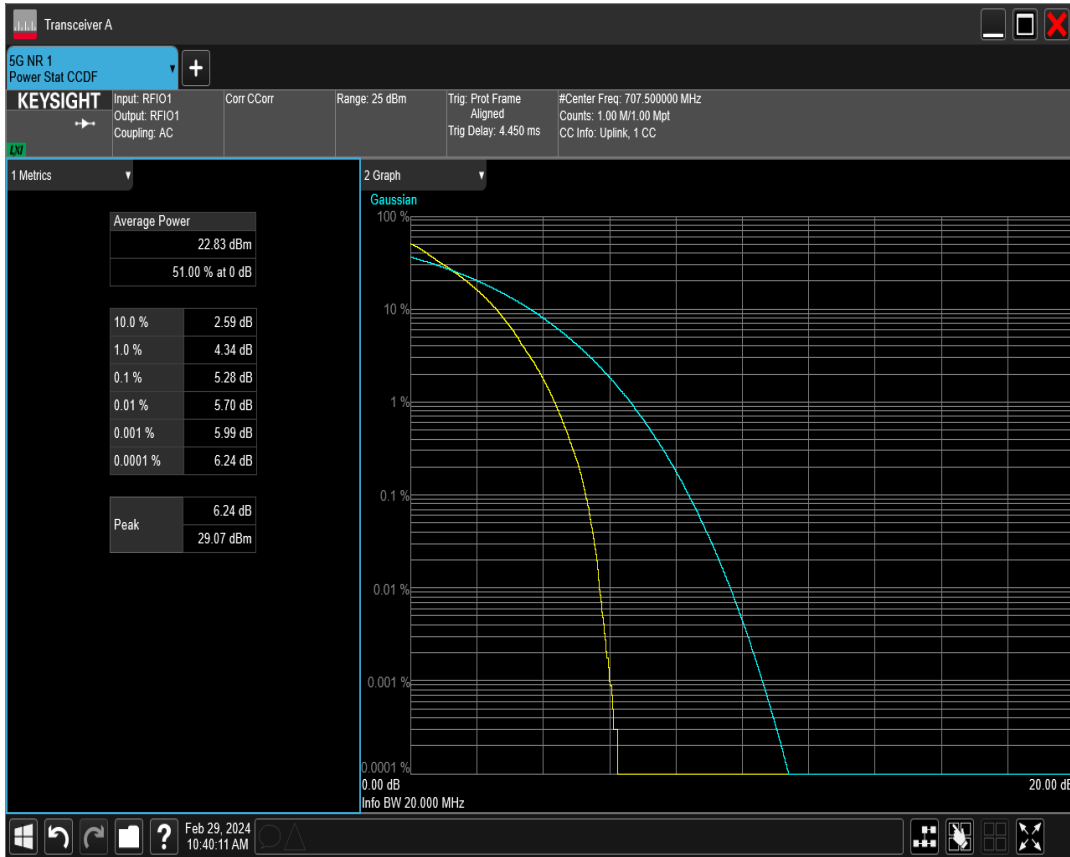 Transceiver A
5G NR 1
Power Stat CCDF
+
KEYSIGHT
LXI
Input: RFIO1
Output: RFIO1
Coupling: AC
Corr CCorr
Range: 25 dBm
Trig: Prot Frame
Aligned
Trig Delay: 4.450 ms
#Center Freq: 707.500000 MHz
Counts: 1.00 M/1.00 Mpt
CC Info: Uplink, 1 CC
1 Metrics
Average Power
22.83 dBm
51.00 % at 0 dB
10.0 % 2.59 dB
1.0 % 4.34 dB
0.1 % 5.28 dB
0.01 % 5.70 dB
0.001 % 5.99 dB
0.0001 % 6.24 dB
Peak 6.24 dB
29.07 dBm
2 Graph
Gaussian
100 %
10 %
1 %
0.1 %
0.01 %
0.001 %
0.0001 %
0.00 dB 20.00 dB
Info BW 20.000 MHz
?
Feb 29, 2024
10:40:11 AM